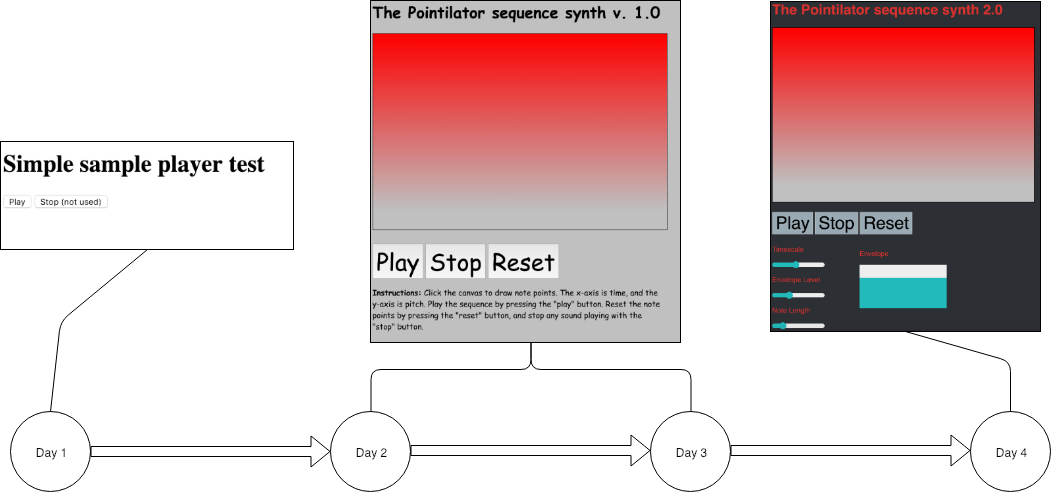 Simple sample player test
Play Stop (not used)
The Pointilator sequence synth v. 1.0
Play Stop Reset
Instructions: Click the canvas to draw note points. The x-axis is time, and the
y-axis is pitch. Play the sequence by pressing the "play" button. Reset the note
points by pressing the "reset" button, and stop any sound playing with the
"stop" button.
The Pointilator sequence synth 2.0
Play Stop Reset
Timescale
Envelope
Envelope Level
Note Length
Day 1
Day 2
Day 3
Day 4